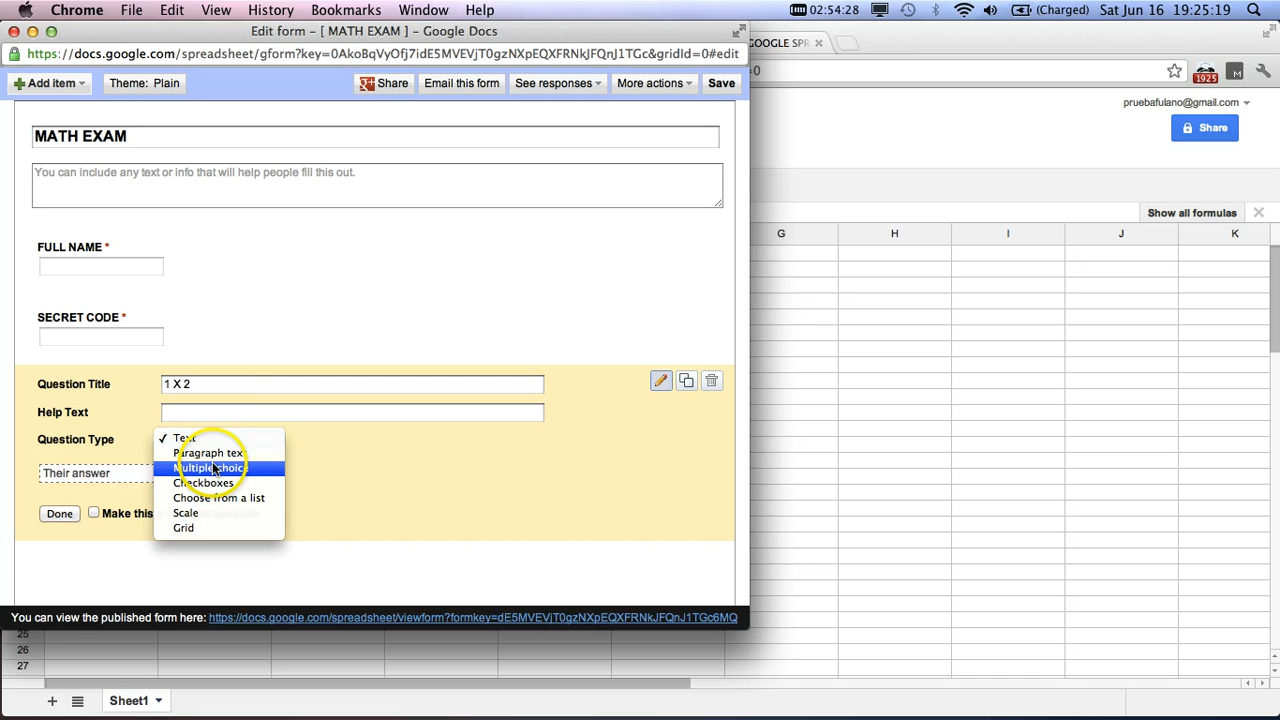 Chrome File Edit View History Bookmarks Window Help 02:54:28 (Charged) Sat Jun 16 16:25:19
Edit form - [ MATH EXAM ] - Google Docs
GOOGLE SPR
https://docs.google.com/spreadsheet/gform?key=0AksBqVyOfj7idE5MVEVjT0gzNXpEQXFRNkJFQnJ1TGc&gridId=0#edit
=0
1925 M
Add item Theme: Plain Share Email this form See responses More actions Save
pruebafulano@gmail.com
Share
MATH EXAM
You can include any text or info that will help people fill this out.
Show all formulas
G H I J K
FULL NAME *
SECRET CODE *
Question Title 1 X 2
Help Text
Question Type
Text
Paragraph text
Multiple choice
Their answer
Checkboxes
Choose from a list
Done Make this
Scale
Grid
You can view the published form here: https://docs.google.com/spreadsheet/viewform?formkey=dE5MVEVjT0gzNXpEQXFRNkJFQnJ1TGc6MQ
25
26
27
Sheet1